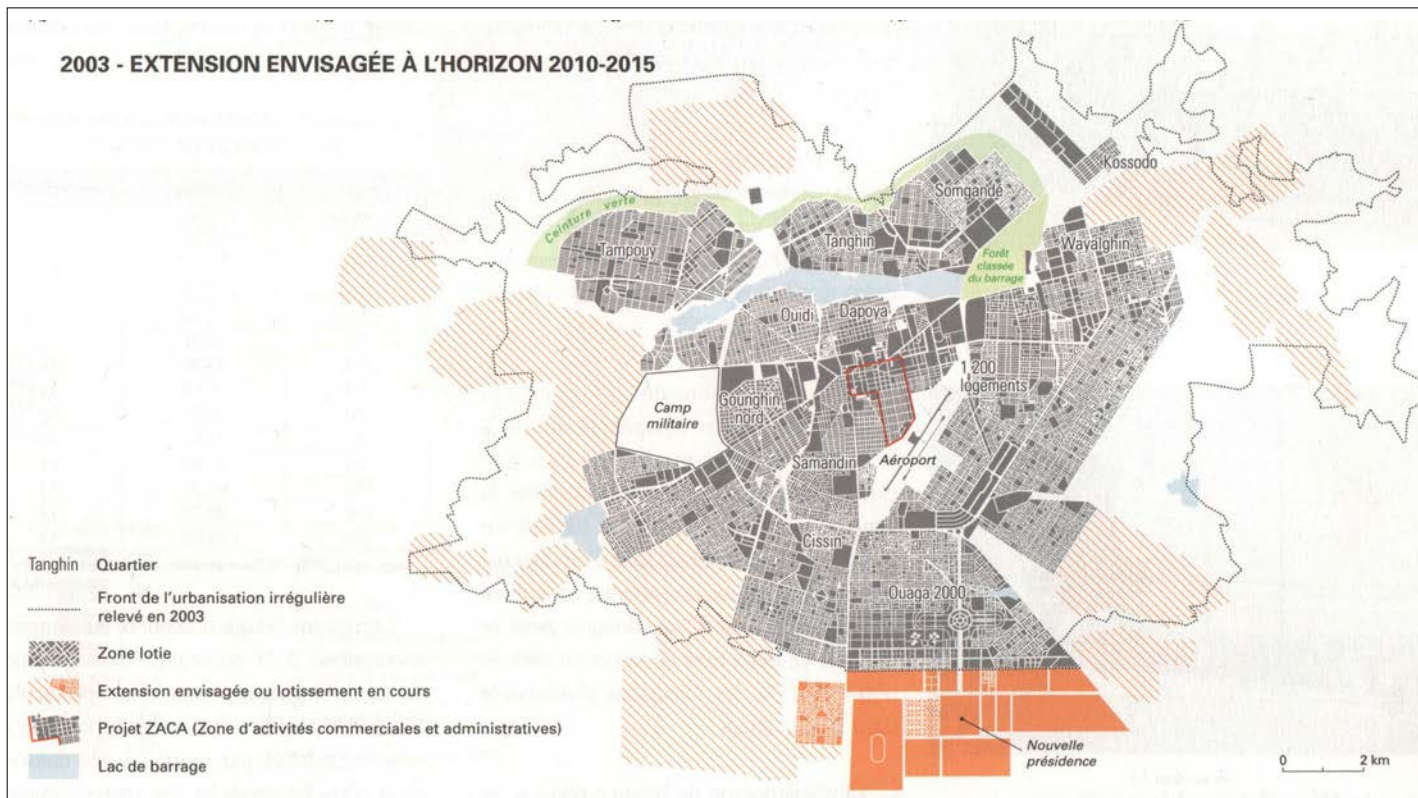 2003 - EXTENSION ENVISAGÉE À L'HORIZON 2010-2015
Kossodo
Somgandé
Ceinture verte
Tampouy
Tanghin
Wayalghin
Forêt
classée
du barrage
Ouidi
Dapoya
1 200
logements
Camp
militaire
Gounghin
nord
Samandin
Aéroport
Cissin
Ouaga 2000
Nouvelle
présidence
Tanghin Quartier
Front de l'urbanisation irrégulière
relevé en 2003
Zone lotie
Extension envisagée ou lotissement en cours
Projet ZACA (Zone d'activités commerciales et administratives)
Lac de barrage
0 2 km